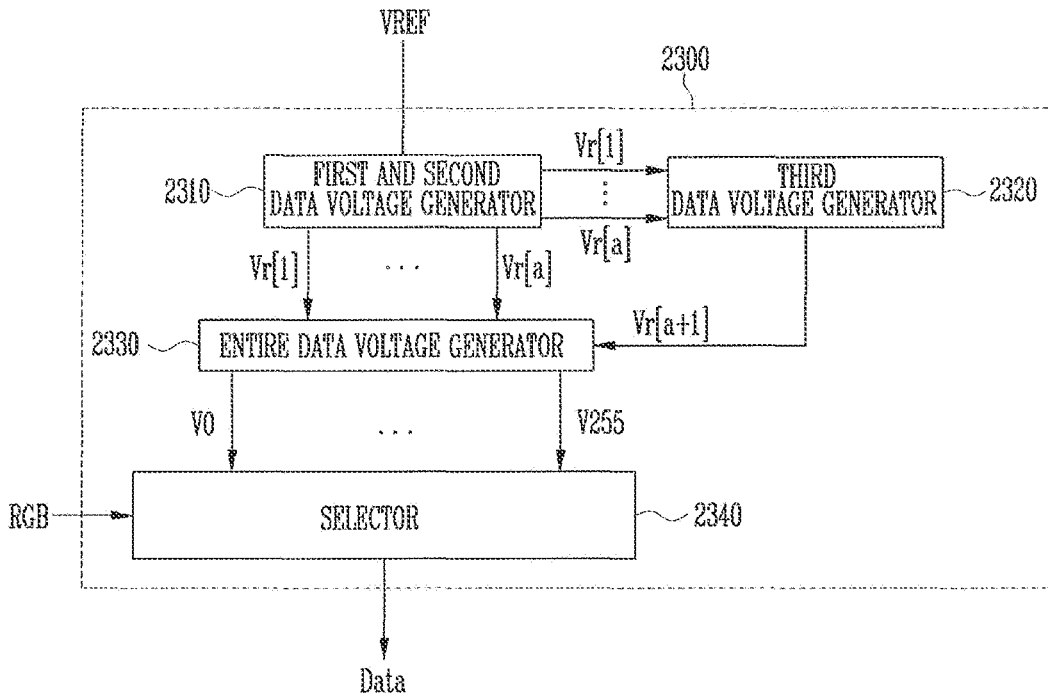 VREF
2300
Vr[1]
FIRST AND SECOND
DATA VOLTAGE GENERATOR
2310
THIRD
DATA VOLTAGE GENERATOR
2320
Vr[a]
Vr[1]
...
Vr[a]
Vr[a+1]
2330
ENTIRE DATA VOLTAGE GENERATOR
V0
...
V255
RGB
SELECTOR
2340
Data